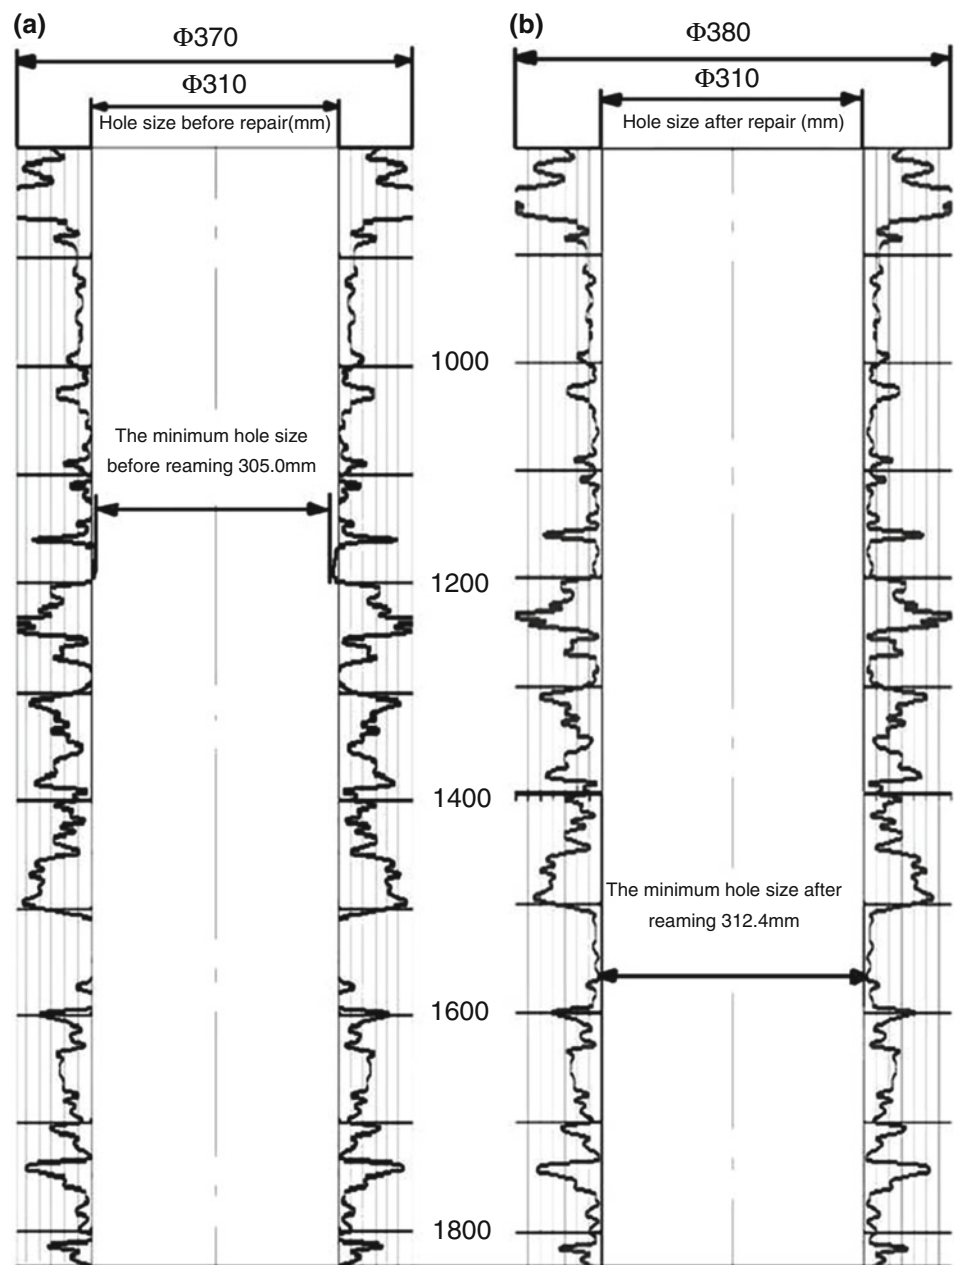 (a)
Φ370
Φ310
Hole size before repair(mm)
The minimum hole size
before reaming 305.0mm
(b)
Φ380
Φ310
Hole size after repair (mm)
The minimum hole size after
reaming 312.4mm
1000
1200
1400
1600
1800